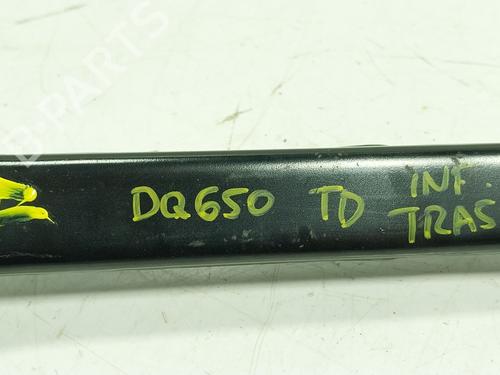 B-PARTS
DQ650 TD INF.
TRAS